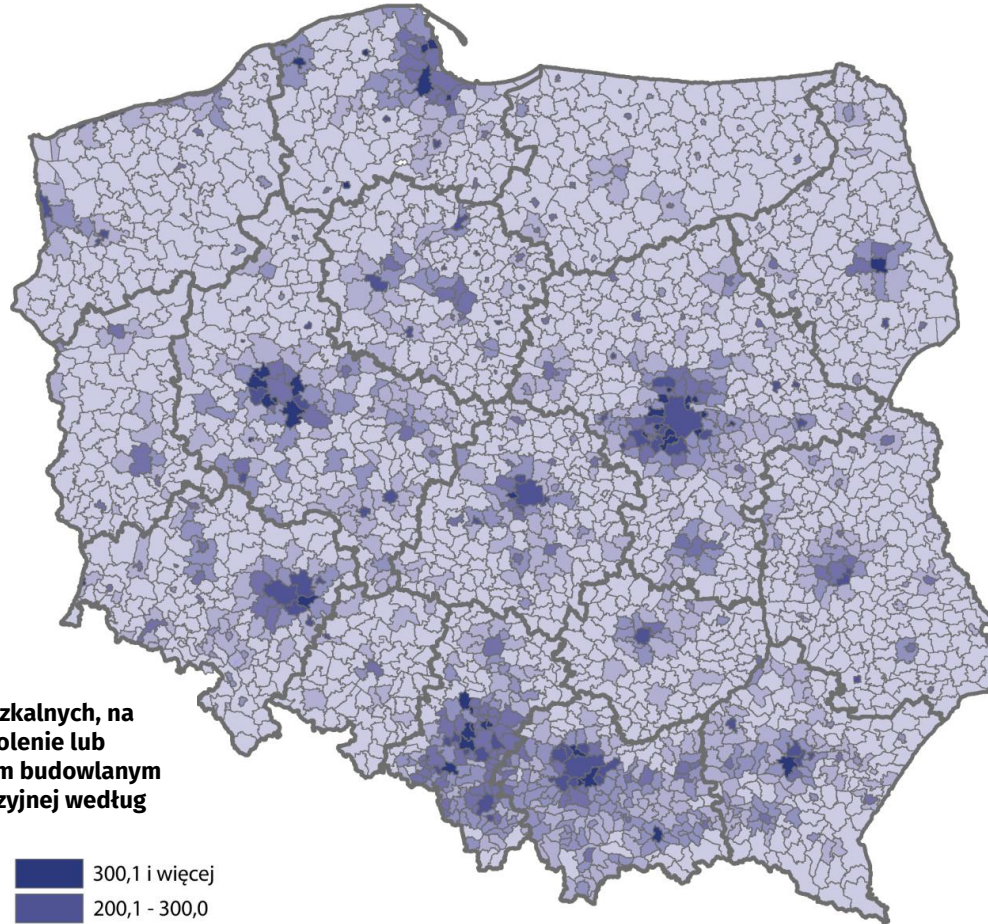 zkalnych, na
olenie lub
m budowlanym
zyjnej według
300,1 i więcej
200,1 - 300,0